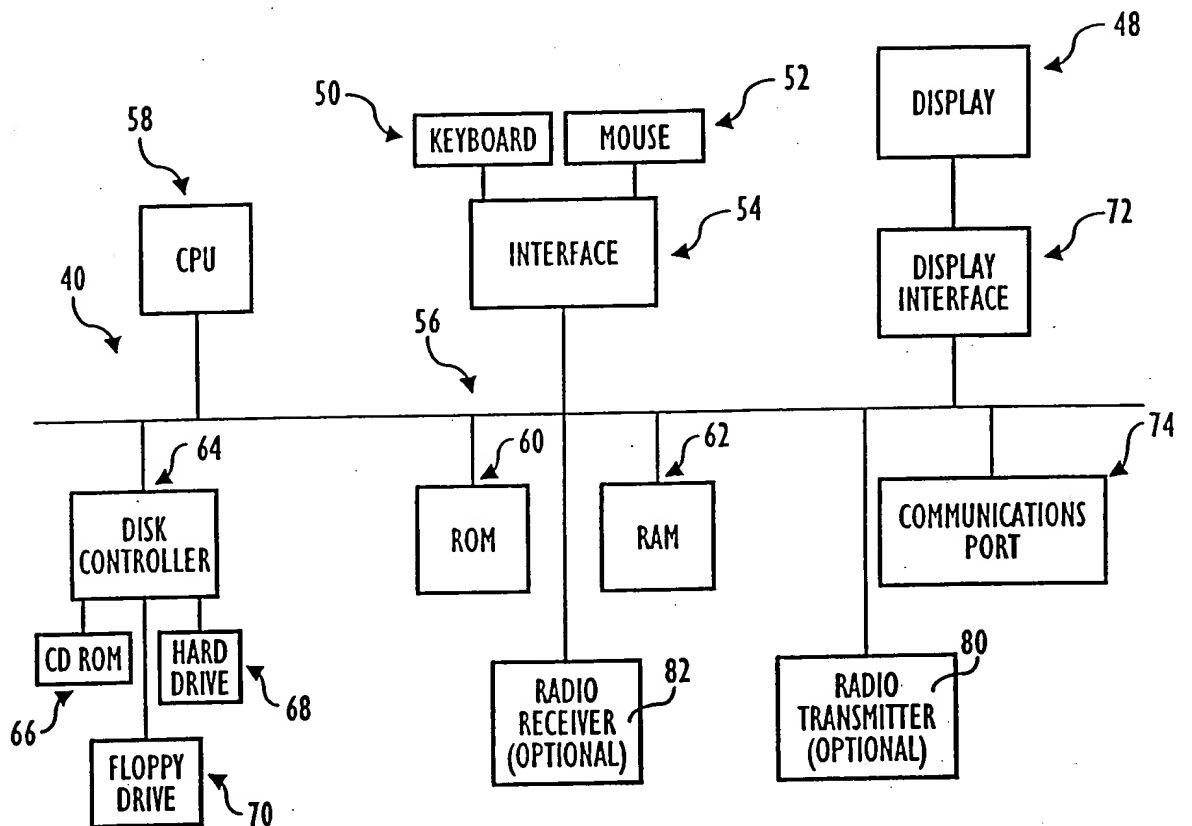 48
50
52
58
KEYBOARD
MOUSE
DISPLAY
54
72
CPU
INTERFACE
DISPLAY
INTERFACE
40
56
64
60
62
74
DISK
CONTROLLER
ROM
RAM
COMMUNICATIONS
PORT
CD ROM
HARD
DRIVE
66
68
RADIO
RECEIVER
(OPTIONAL)
82
RADIO
TRANSMITTER
(OPTIONAL)
80
FLOPPY
DRIVE
70